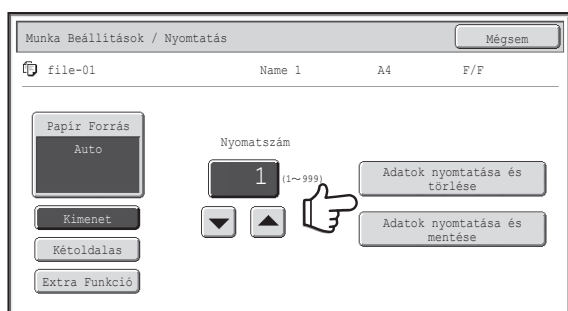 Munka Beállítások / Nyomtatás
Mégsem
file-01 Name 1 A4 F/F
Papír Forrás
Auto
Nyomatszám
1 (1~999)
Adatok nyomtatása és
törlése
Kimenet
Adatok nyomtatása és
mentése
Kétoldalas
Extra Funkció